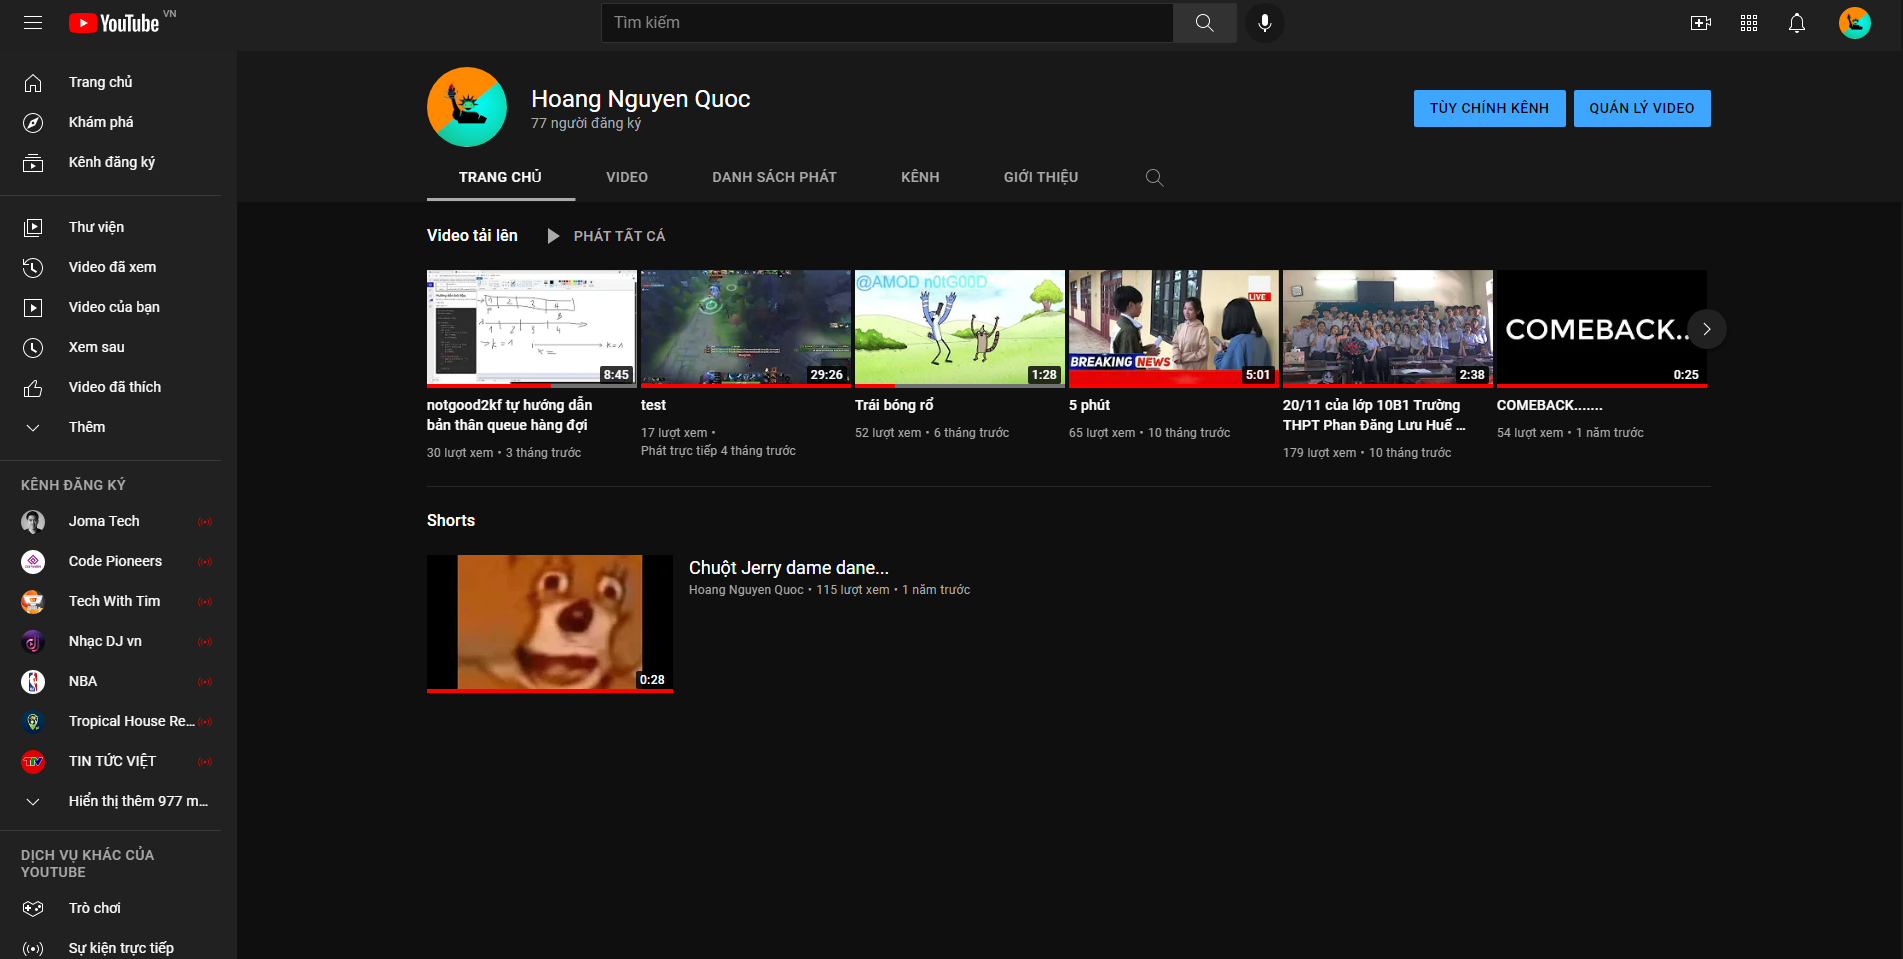 YouTube VN
Tìm kiếm
Trang chủ
Khám phá
Kênh đăng ký
Thư viện
Video đã xem
Video của bạn
Xem sau
Video đã thích
Thêm
KÊNH ĐĂNG KÝ
Joma Tech
Code Pioneers
Tech With Tim
Nhạc DJ vn
NBA
Tropical House Re...
TIN TỨC VIỆT
Hiển thị thêm 977 m...
DỊCH VỤ KHÁC CỦA
YOUTUBE
Trò chơi
Sự kiện trực tiếp
Hoang Nguyen Quoc
77 người đăng ký
TÙY CHỈNH KÊNH
QUẢN LÝ VIDEO
TRANG CHỦ
VIDEO
DANH SÁCH PHÁT
KÊNH
GIỚI THIỆU
Video tải lên
PHÁT TẤT CẢ
8:45
notgood2kf tự hướng dẫn
bản thân queue hàng đợi
30 lượt xem • 3 tháng trước
29:26
test
17 lượt xem •
Phát trực tiếp 4 tháng trước
@AMOD n0tG00D
1:28
Trái bóng rổ
52 lượt xem • 6 tháng trước
LIVE
BREAKING NEWS
5:01
5 phút
65 lượt xem • 10 tháng trước
2:38
20/11 của lớp 10B1 Trường
THPT Phan Đăng Lưu Huế ...
179 lượt xem • 10 tháng trước
COMEBACK..
0:25
COMEBACK.......
54 lượt xem • 1 năm trước
Shorts
0:28
Chuột Jerry dame dane...
Hoang Nguyen Quoc • 115 lượt xem • 1 năm trước